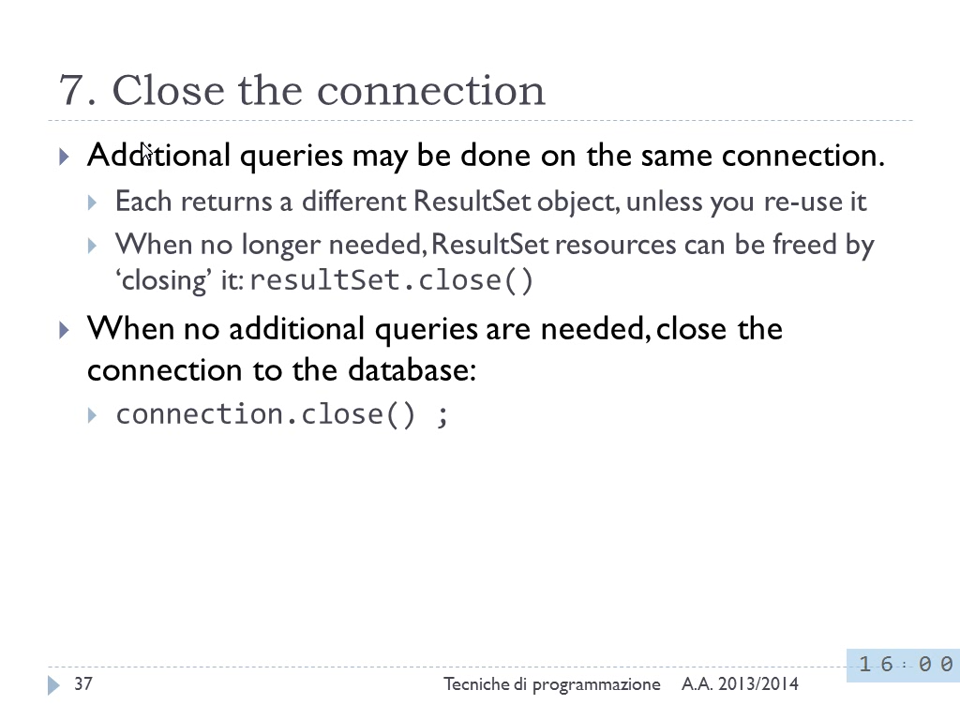 7. Close the connection
Additional queries may be done on the same connection.
Each returns a different ResultSet object, unless you re-use it
When no longer needed, ResultSet resources can be freed by
‘closing’ it: resultSet.close()
When no additional queries are needed, close the
connection to the database:
connection.close() ;
37 Tecniche di programmazione A.A. 2013/2014
16:00